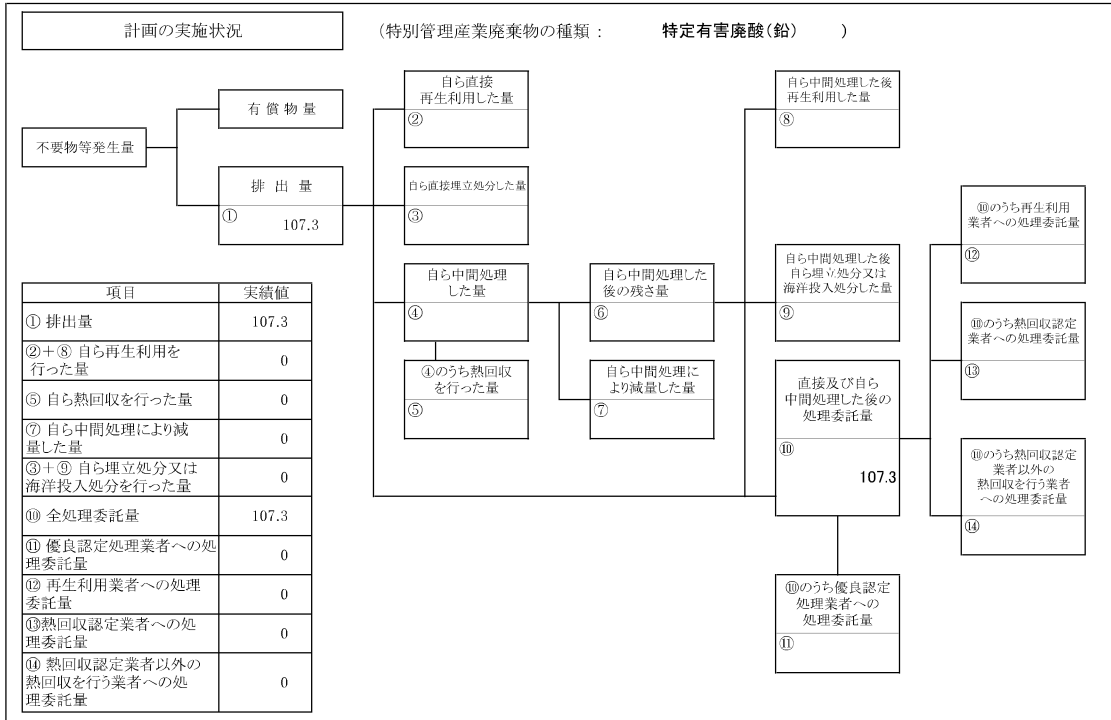 計画の実施状況
(特別管理産業廃棄物の種類： 特定有害廃酸(鉛) )
不要物等発生量
有償物量
排出量
①
107.3
自ら直接
再生利用した量
②
自ら直接埋立処分した量
③
自ら中間処理
した量
④
④のうち熱回収
を行った量
⑤
自ら中間処理した
後の残さ量
⑥
自ら中間処理に
より減量した量
⑦
自ら中間処理した後
再生利用した量
⑧
自ら中間処理した後
自ら埋立処分又は
海洋投入処分した量
⑨
直接及び自ら
中間処理した後の
処理委託量
⑩
107.3
⑩のうち優良認定
処理業者への
処理委託量
⑪
⑩のうち再生利用
業者への処理委託量
⑫
⑩のうち熱回収認定
業者への処理委託量
⑬
⑩のうち熱回収認定
業者以外の
熱回収を行う業者
への処理委託量
⑭
項目 実績値
① 排出量 107.3
②＋⑧ 自ら再生利用を
行った量 0
⑤ 自ら熱回収を行った量 0
⑦ 自ら中間処理により減
量した量 0
③＋⑨ 自ら埋立処分又は
海洋投入処分を行った量 0
⑩ 全処理委託量 107.3
⑪ 優良認定処理業者への処
理委託量 0
⑫ 再生利用業者への処理
委託量 0
⑬熱回収認定業者への処
理委託量 0
⑭ 熱回収認定業者以外の
熱回収を行う業者への処
理委託量 0